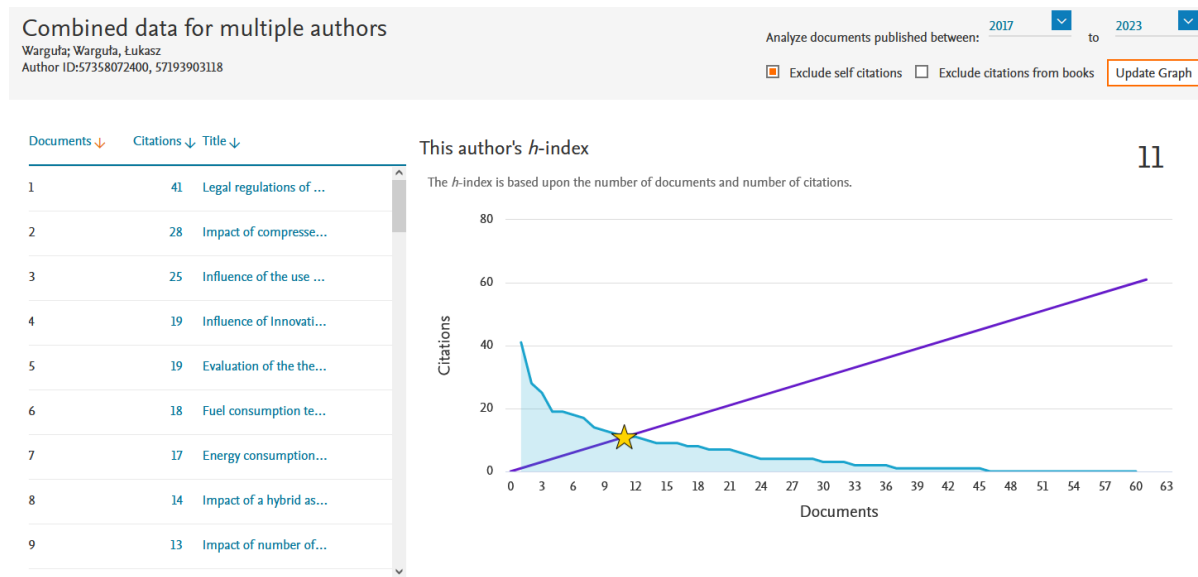 Combined data for multiple authors
Warguła; Warguła, Łukasz
Author ID:57358072400, 57193903118
Analyze documents published between: 2017 to 2023
Exclude self citations Exclude citations from books Update Graph
Documents Citations Title
1 41 Legal regulations of ...
2 28 Impact of compresse...
3 25 Influence of the use ...
4 19 Influence of Innovati...
5 19 Evaluation of the the...
6 18 Fuel consumption te...
7 17 Energy consumption...
8 14 Impact of a hybrid as...
9 13 Impact of number of...
This author's h-index
11
The h-index is based upon the number of documents and number of citations.
80
60
40
20
0
Citations
0 3 6 9 12 15 18 21 24 27 30 33 36 39 42 45 48 51 54 57 60 63
Documents